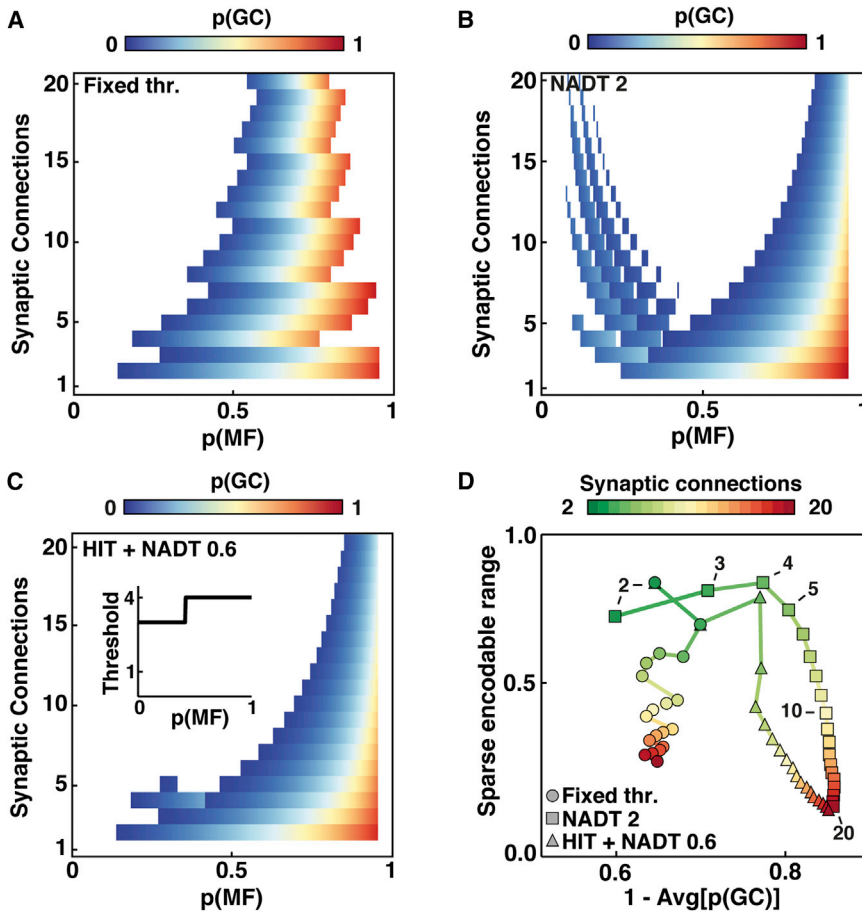 A
p(GC)
0
1
Fixed thr.
20
15
10
5
1
Synaptic Connections
0
0.5
1
p(MF)
B
p(GC)
0
1
NADT 2
20
15
10
5
1
Synaptic Connections
0
0.5
1
p(MF)
C
p(GC)
0
1
HIT + NADT 0.6
20
15
10
5
1
Synaptic Connections
4
1
Threshold
0
1
p(MF)
0
0.5
1
p(MF)
D
Synaptic connections
2
20
1.0
0.5
0.0
Sparse encodable range
2
3
4
5
10
20
Fixed thr.
NADT 2
HIT + NADT 0.6
0.6
0.8
1 - Avg[p(GC)]